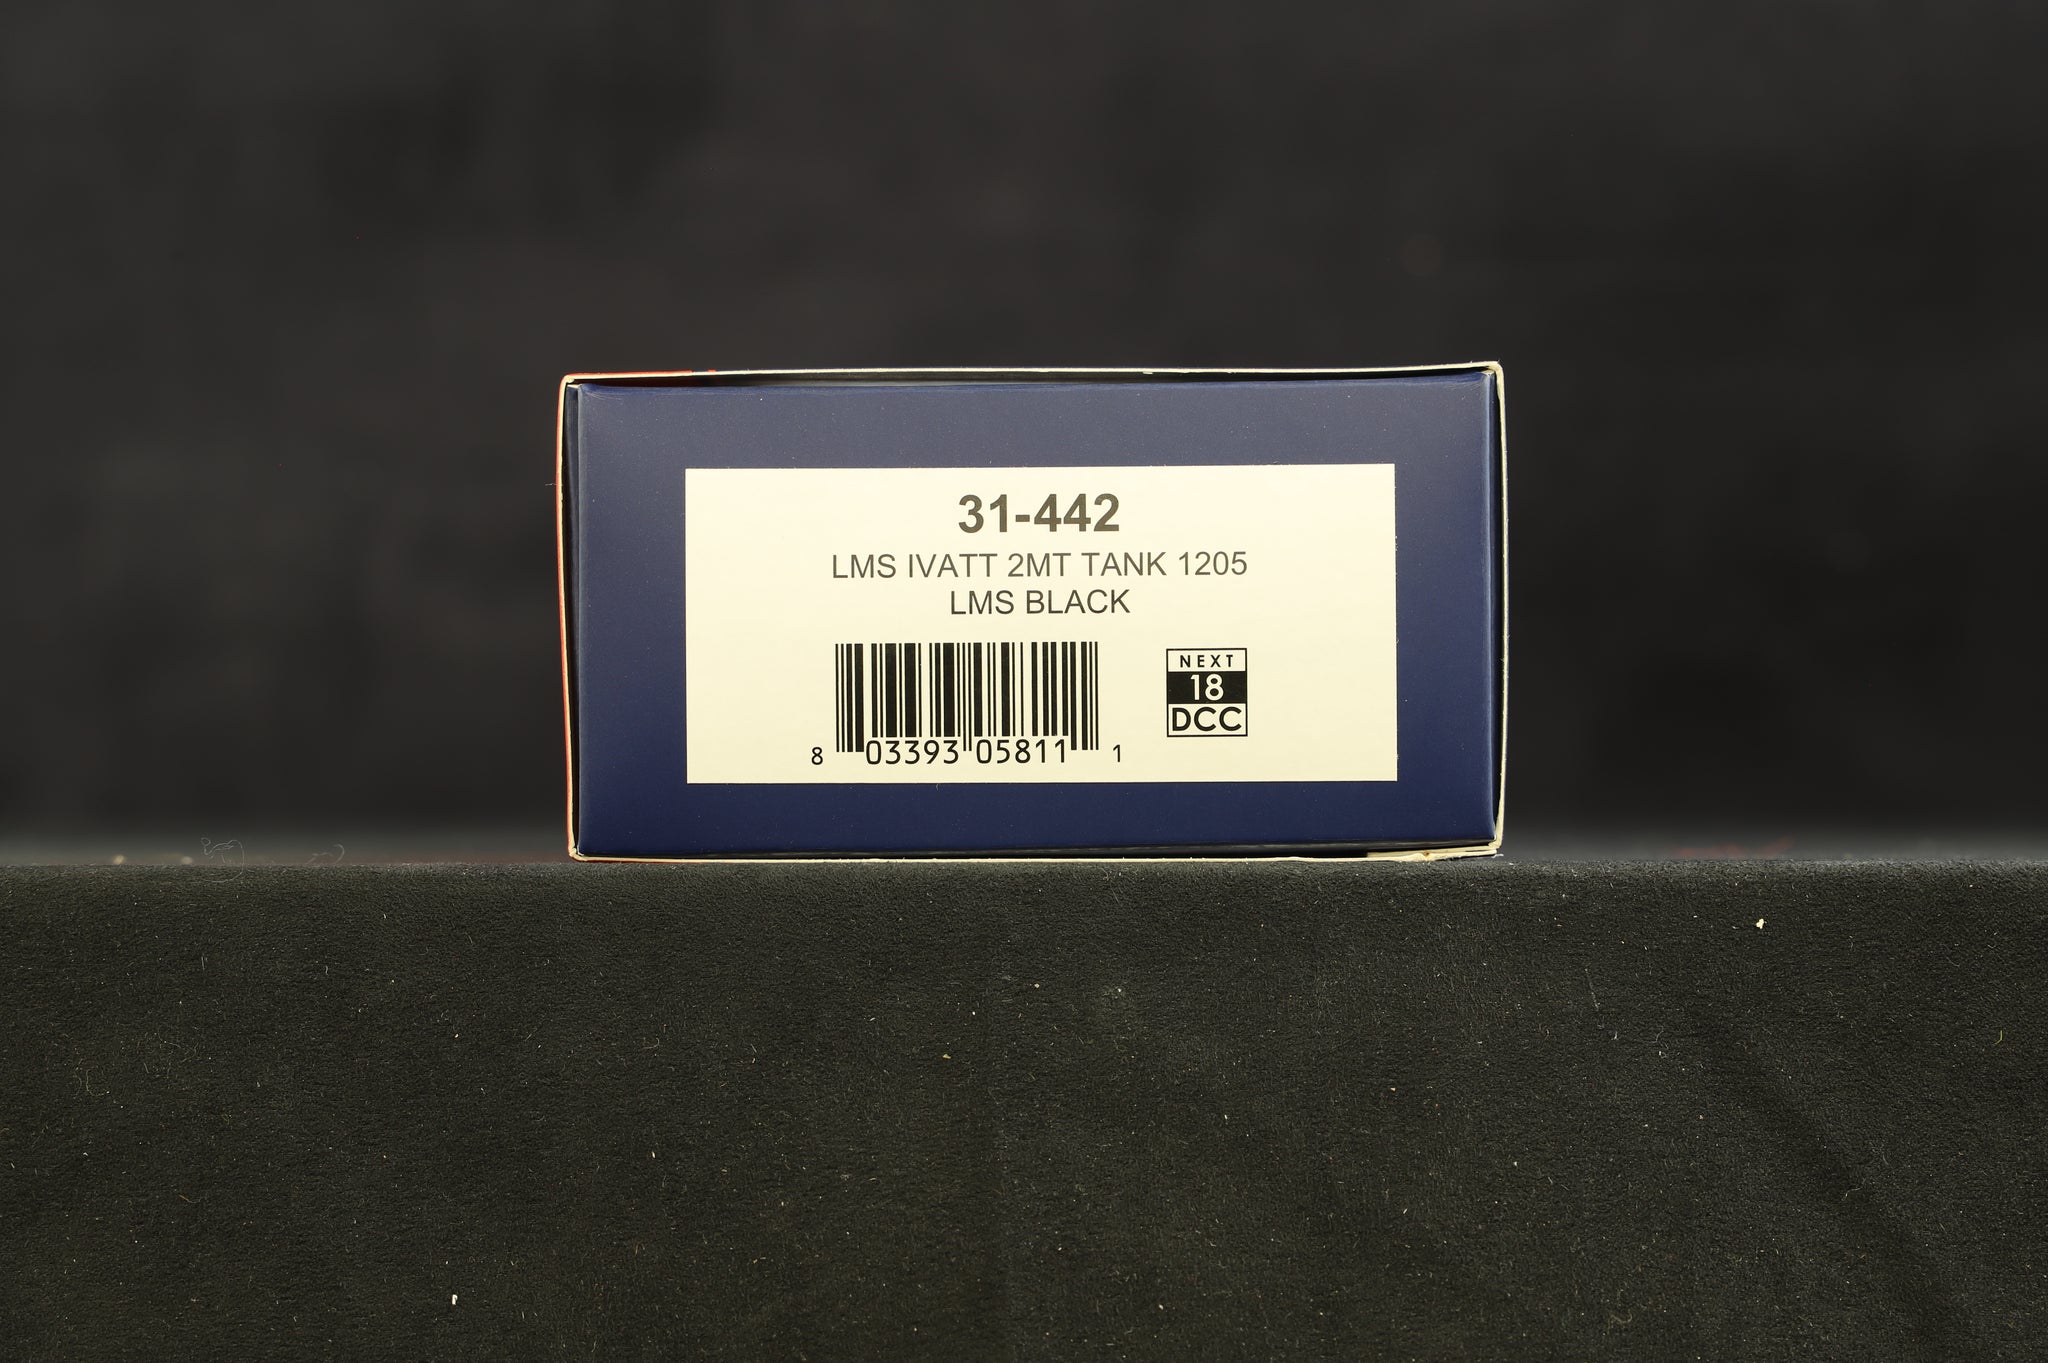 31-442
LMS IVATT 2MT TANK 1205
LMS BLACK
NEXT
18
DCC
8 03393 05811 1